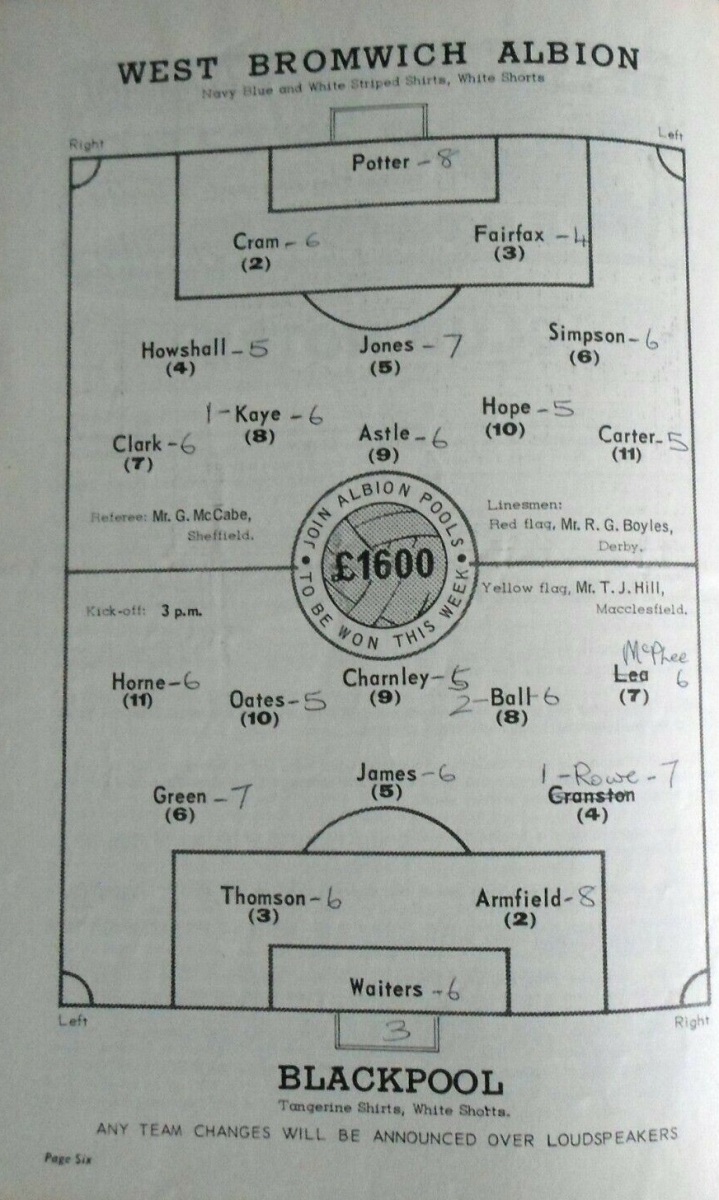 WEST BROMWICH ALBION
Navy Blue and White Striped Shirts, White Shorts
Right
Left
Potter - 8
Cram - 6
(2)
Fairfax - 4
(3)
Howshall - 5
(4)
Jones - 7
(5)
Simpson - 6
(6)
Clark - 6
(7)
1 - Kaye - 6
(8)
Astle - 6
(9)
Hope - 5
(10)
Carter - 5
(11)
Referee: Mr. G. McCabe,
Sheffield.
Linesmen:
Red flag, Mr. R. G. Boyles,
Derby.
JOIN ALBION POOLS
£1600
TO BE WON THIS WEEK
Kick-off: 3 p.m.
Yellow flag, Mr. T. J. Hill,
Macclesfield.
Horne - 6
(11)
Oates - 5
(10)
Charnley - 5
(9)
2 - Ball - 6
(8)
McPhee
Lea 6
(7)
Green - 7
(6)
James - 6
(5)
1 - Rowe - 7
Cranston
(4)
Thomson - 6
(3)
Armfield - 8
(2)
Waiters - 6
Left
Right
3
BLACKPOOL
Tangerine Shirts, White Shorts.
ANY TEAM CHANGES WILL BE ANNOUNCED OVER LOUDSPEAKERS
Page Six